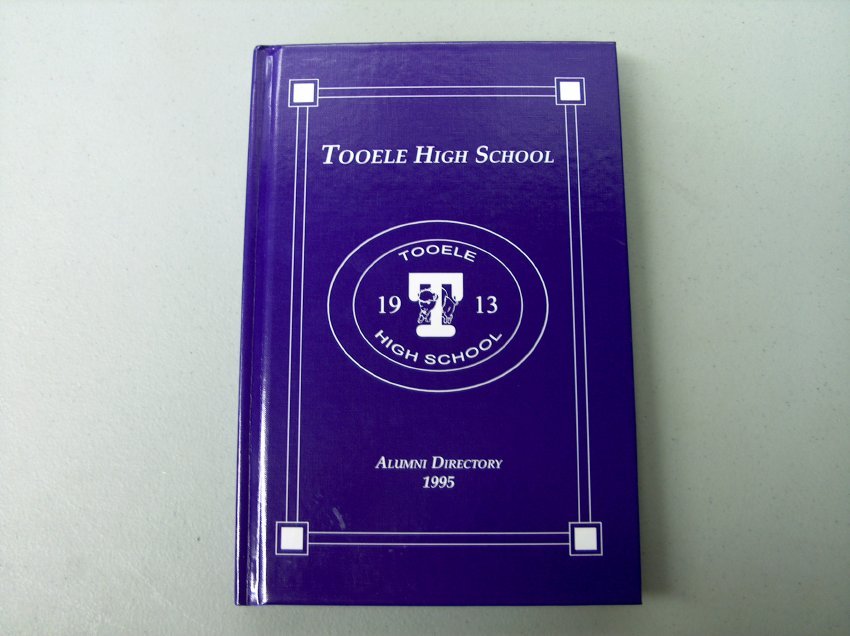 TOOELE HIGH SCHOOL
TOOELE
19 T 13
HIGH SCHOOL
ALUMNI DIRECTORY
1995